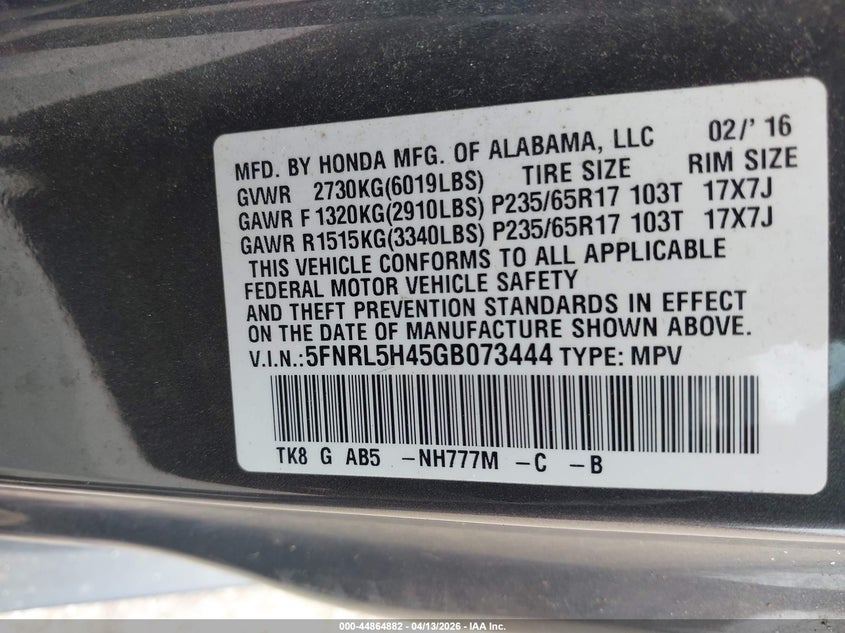 MFD. BY HONDA MFG. OF ALABAMA, LLC 02/' 16
GVWR 2730KG(6019LBS) TIRE SIZE RIM SIZE
GAWR F 1320KG(2910LBS) P235/65R17 103T 17X7J
GAWR R1515KG(3340LBS) P235/65R17 103T 17X7J
THIS VEHICLE CONFORMS TO ALL APPLICABLE
FEDERAL MOTOR VEHICLE SAFETY
AND THEFT PREVENTION STANDARDS IN EFFECT
ON THE DATE OF MANUFACTURE SHOWN ABOVE.
V.I.N.:5FNRL5H45GB073444 TYPE: MPV
TK8 G AB5 -NH777M -C -B
000-44864882 - 04/13/2026 - IAA Inc.